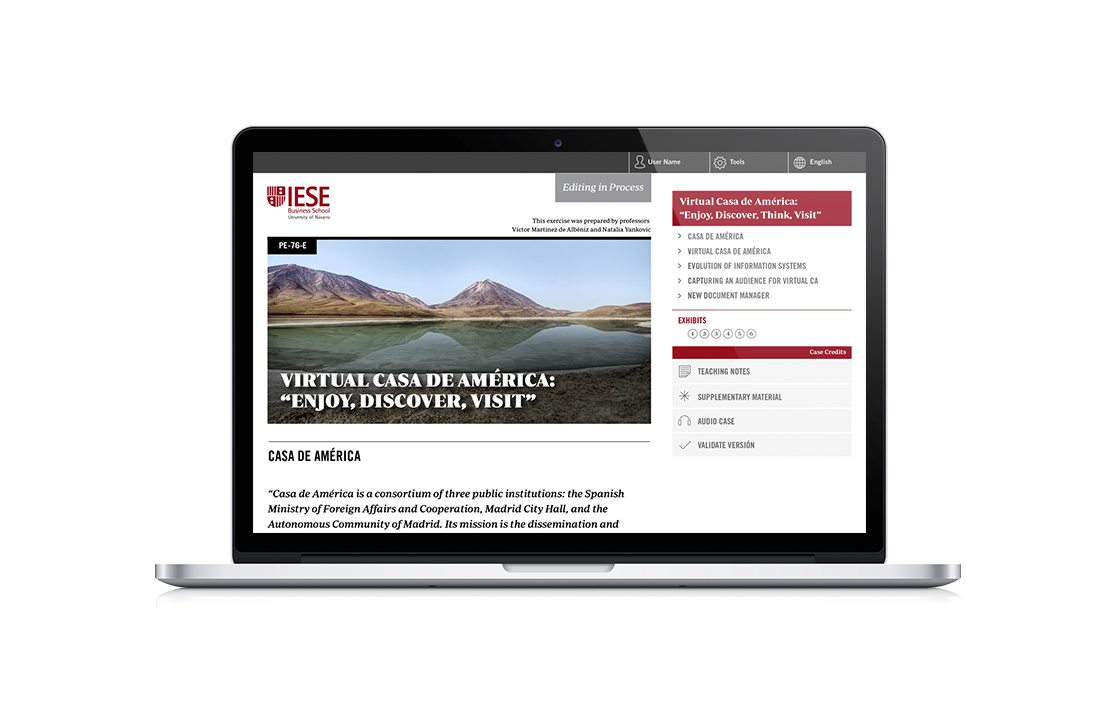 User Name
Tools
English
Editing in Process
IESE
Business School
University of Navarra
This exercise was prepared by professors
Víctor Martínez de Albéniz and Natalia Yankovic
PE-76-E
VIRTUAL CASA DE AMÉRICA:
“ENJOY, DISCOVER, VISIT”
CASA DE AMÉRICA
“Casa de América is a consortium of three public institutions: the Spanish
Ministry of Foreign Affairs and Cooperation, Madrid City Hall, and the
Autonomous Community of Madrid. Its mission is the dissemination and
Virtual Casa de América:
“Enjoy, Discover, Think, Visit”
CASA DE AMÉRICA
VIRTUAL CASA DE AMÉRICA
EVOLUTION OF INFORMATION SYSTEMS
CAPTURING AN AUDIENCE FOR VIRTUAL CA
NEW DOCUMENT MANAGER
EXHIBITS
1 2 3 4 5 6
Case Credits
TEACHING NOTES
SUPPLEMENTARY MATERIAL
AUDIO CASE
VALIDATE VERSIÓN